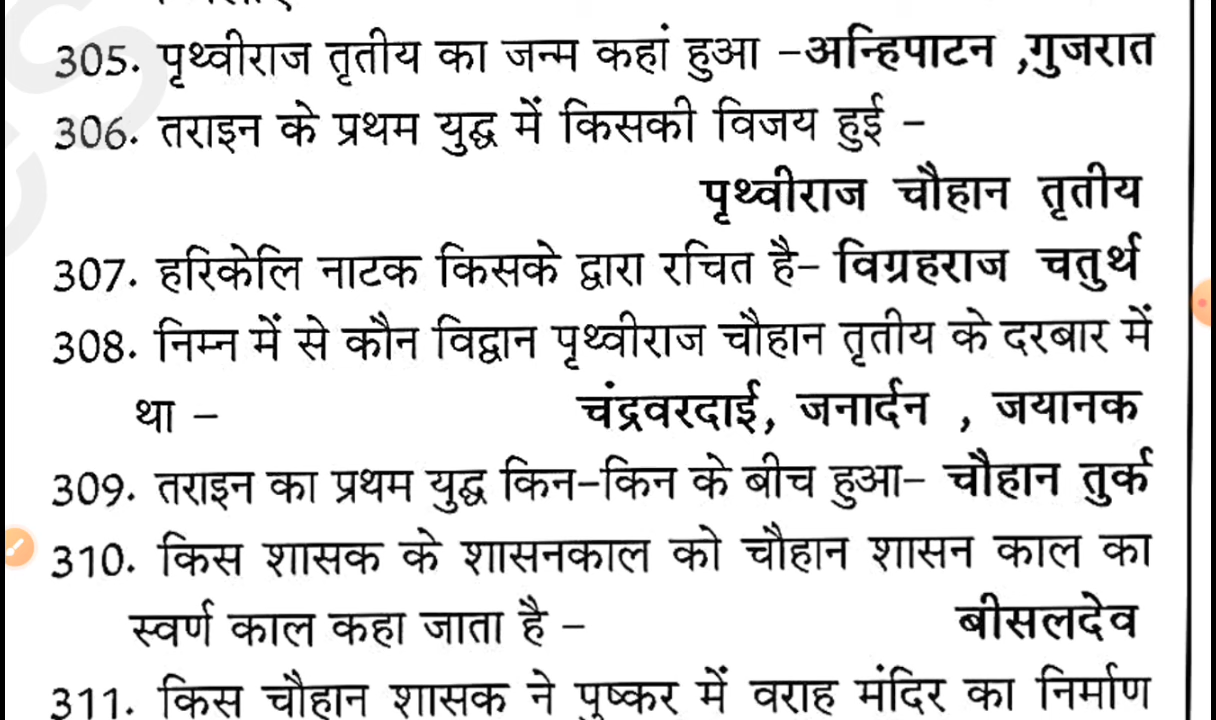 305. पृथ्वीराज तृतीय का जन्म कहां हुआ -अन्हिपाटन ,गुजरात
306. तराइन के प्रथम युद्ध में किसकी विजय हुई -
पृथ्वीराज चौहान तृतीय
307. हरिकेलि नाटक किसके द्वारा रचित है- विग्रहराज चतुर्थ
308. निम्न में से कौन विद्वान पृथ्वीराज चौहान तृतीय के दरबार में
था - चंद्रवरदाई, जनार्दन , जयानक
309. तराइन का प्रथम युद्ध किन-किन के बीच हुआ- चौहान तुर्क
310. किस शासक के शासनकाल को चौहान शासन काल का
स्वर्ण काल कहा जाता है - बीसलदेव
311. किस चौहान शासक ने पुष्कर में वराह मंदिर का निर्माण